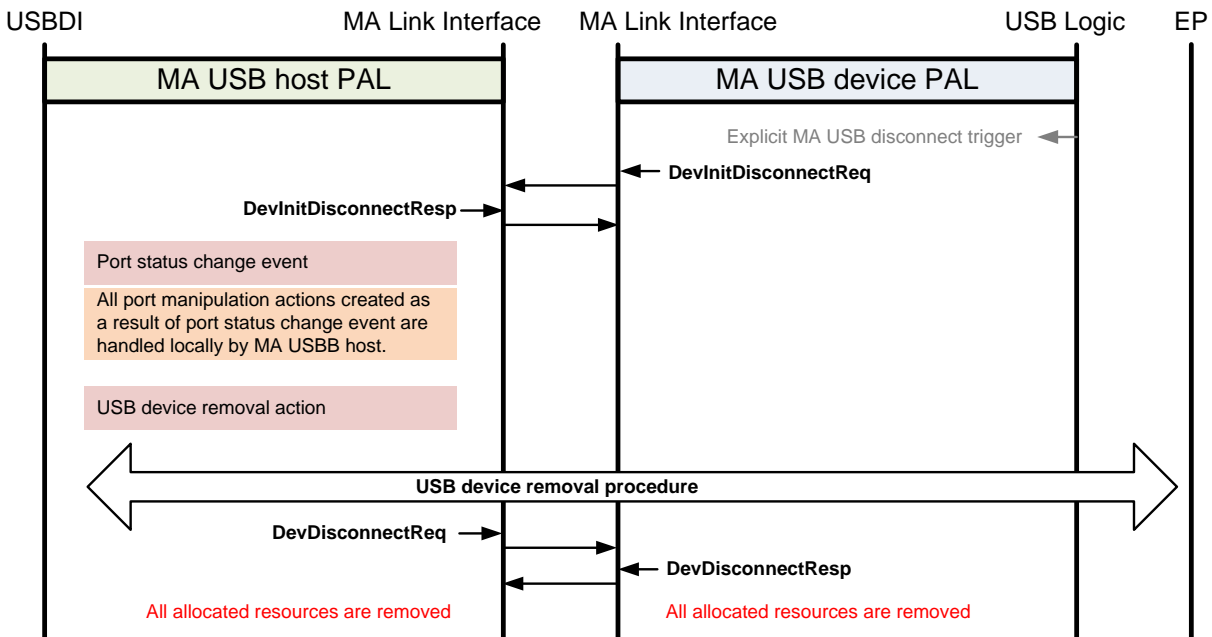 USBDI
MA Link Interface
MA Link Interface
USB Logic
EP
MA USB host PAL
MA USB device PAL
Explicit MA USB disconnect trigger
DevInitDisconnectReq
DevInitDisconnectResp
Port status change event
All port manipulation actions created as
a result of port status change event are
handled locally by MA USBB host.
USB device removal action
USB device removal procedure
DevDisconnectReq
DevDisconnectResp
All allocated resources are removed
All allocated resources are removed